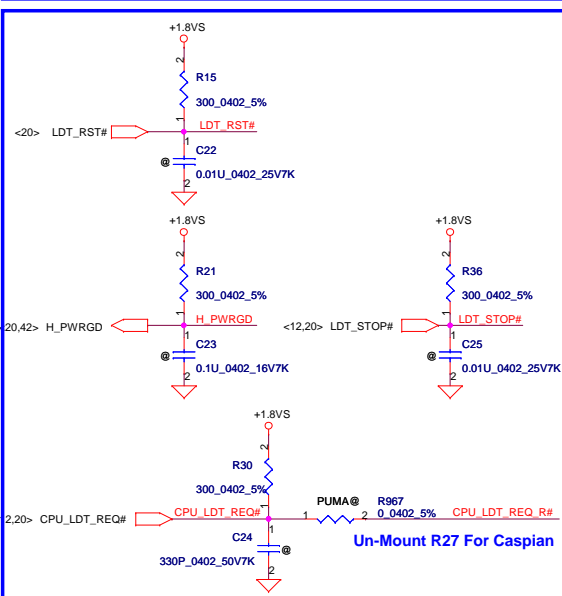 +1.8VS
2
R15
300_0402_5%
1
<20> LDT_RST# LDT_RST#
1
C22
@
0.01U_0402_25V7K
2
+1.8VS
2
R21
300_0402_5%
1
20,42> H_PWRGD H_PWRGD
1
C23
@
0.1U_0402_16V7K
2
+1.8VS
2
R36
300_0402_5%
1
<12,20> LDT_STOP# LDT_STOP#
1
C25
@
0.01U_0402_25V7K
2
+1.8VS
2
R30
300_0402_5%
1
2,20> CPU_LDT_REQ# CPU_LDT_REQ#
1
C24
@
330P_0402_50V7K
2
PUMA@ R967
0_0402_5%
1 2 CPU_LDT_REQ_R#
Un-Mount R27 For Caspian